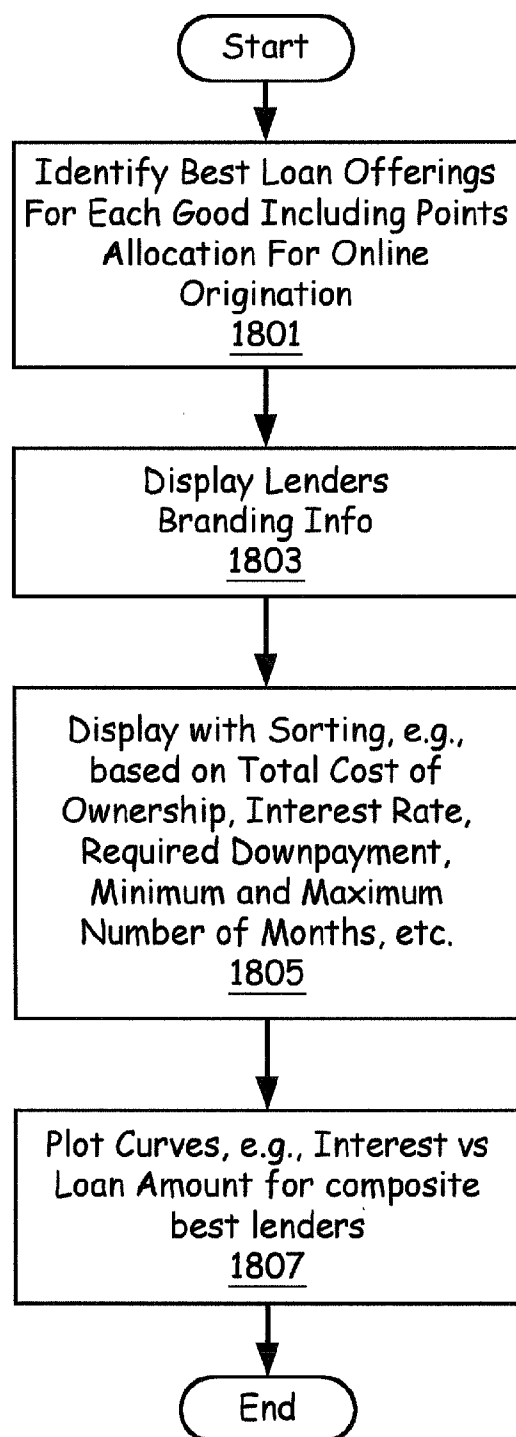 Start
Identify Best Loan Offerings
For Each Good Including Points
Allocation For Online
Origination
1801
Display Lenders
Branding Info
1803
Display with Sorting, e.g.,
based on Total Cost of
Ownership, Interest Rate,
Required Downpayment,
Minimum and Maximum
Number of Months, etc.
1805
Plot Curves, e.g., Interest vs
Loan Amount for composite
best lenders
1807
End